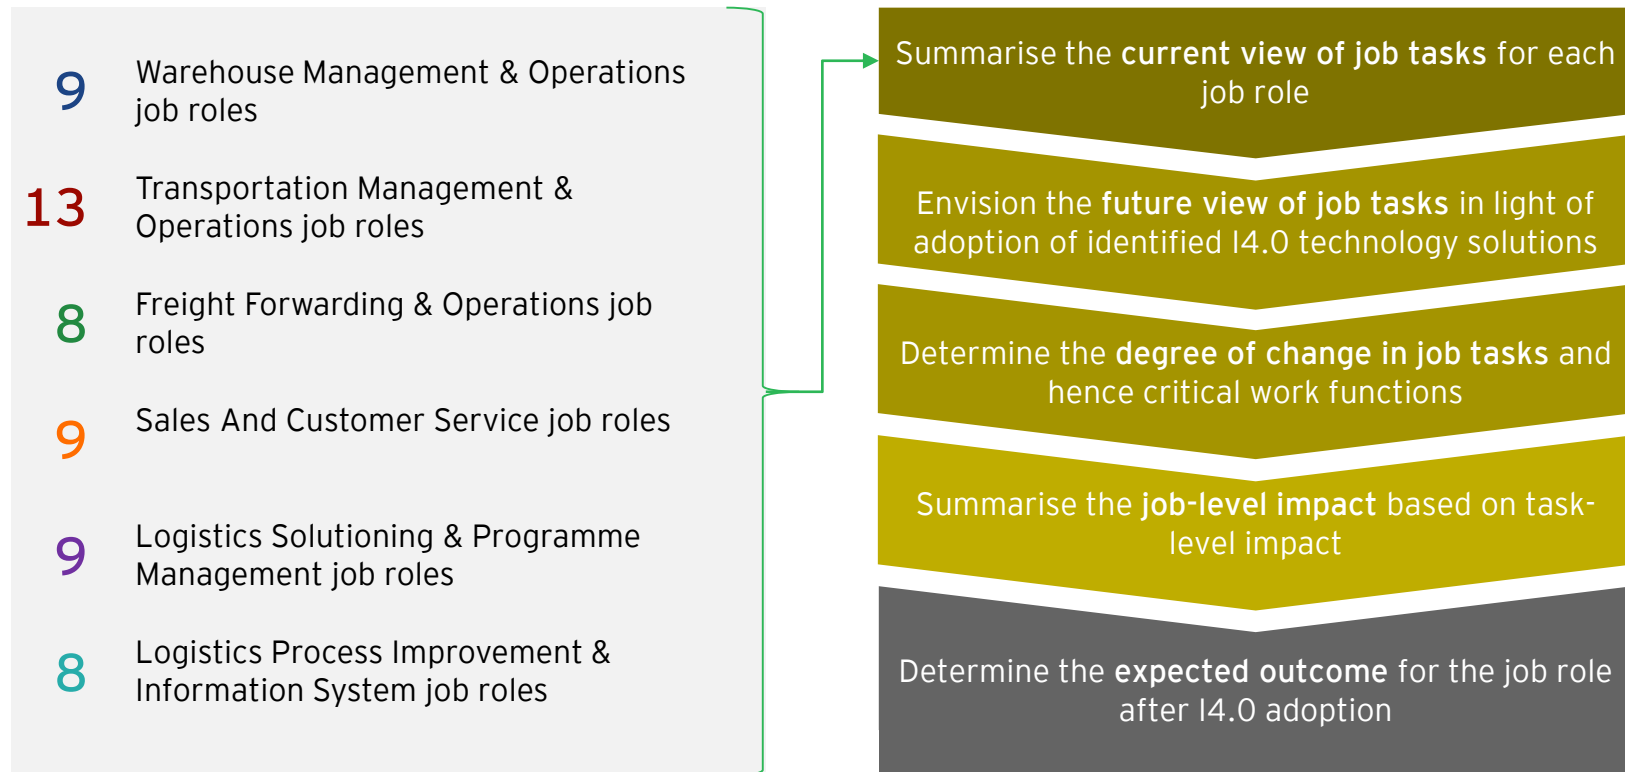 9
Warehouse Management & Operations
job roles
13
Transportation Management &
Operations job roles
8
Freight Forwarding & Operations job
roles
9
Sales And Customer Service job roles
9
Logistics Solutioning & Programme
Management job roles
8
Logistics Process Improvement &
Information System job roles
Summarise the current view of job tasks for each
job role
Envision the future view of job tasks in light of
adoption of identified I4.0 technology solutions
Determine the degree of change in job tasks and
hence critical work functions
Summarise the job-level impact based on task-
level impact
Determine the expected outcome for the job role
after I4.0 adoption